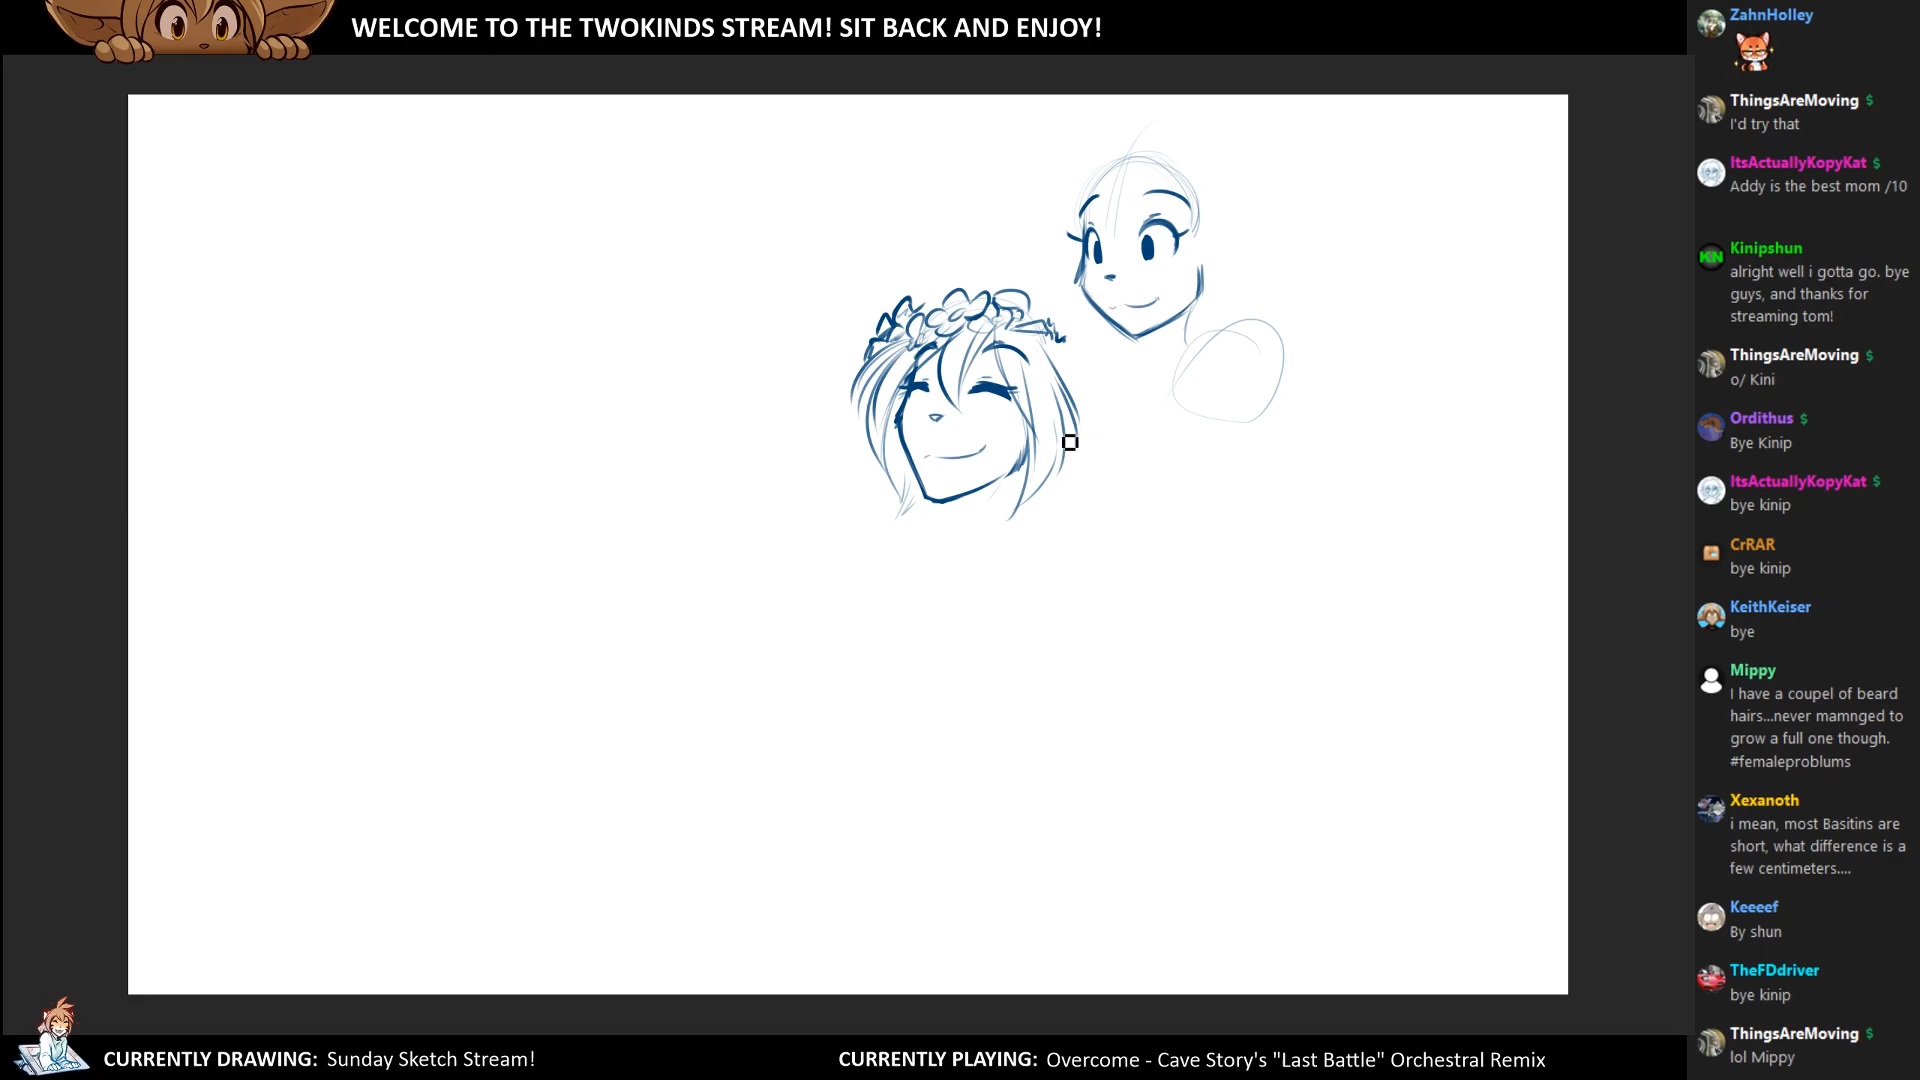 WELCOME TO THE TWOKINDS STREAM! SIT BACK AND ENJOY!
ZahnHolley
ThingsAreMoving $
I'd try that
ItsActuallyKopyKat $
Addy is the best mom /10
Kinipshun
KN
alright well i gotta go. bye
guys, and thanks for
streaming tom!
ThingsAreMoving $
o/ Kini
Ordithus $
Bye Kinip
ItsActuallyKopyKat $
bye kinip
CrRAR
bye kinip
KeithKeiser
bye
Mippy
I have a coupel of beard
hairs...never mamnged to
grow a full one though.
#femaleproblums
Xexanoth
i mean, most Basitins are
short, what difference is a
few centimeters....
Keeeef
By shun
TheFDdriver
bye kinip
ThingsAreMoving $
lol Mippy
CURRENTLY DRAWING: Sunday Sketch Stream!
CURRENTLY PLAYING: Overcome - Cave Story's "Last Battle" Orchestral Remix